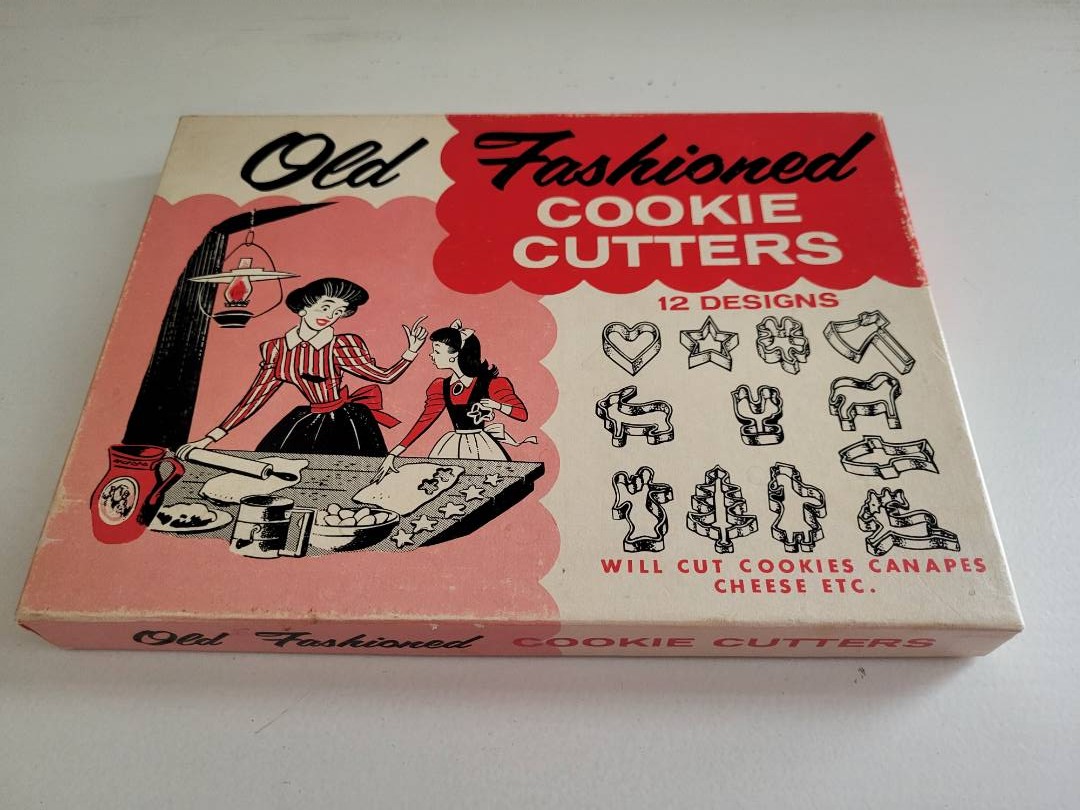 Old Fashioned
COOKIE
CUTTERS
12 DESIGNS
WILL CUT COOKIES CANAPES
CHEESE ETC.
Old Fashioned COOKIE CUTTERS